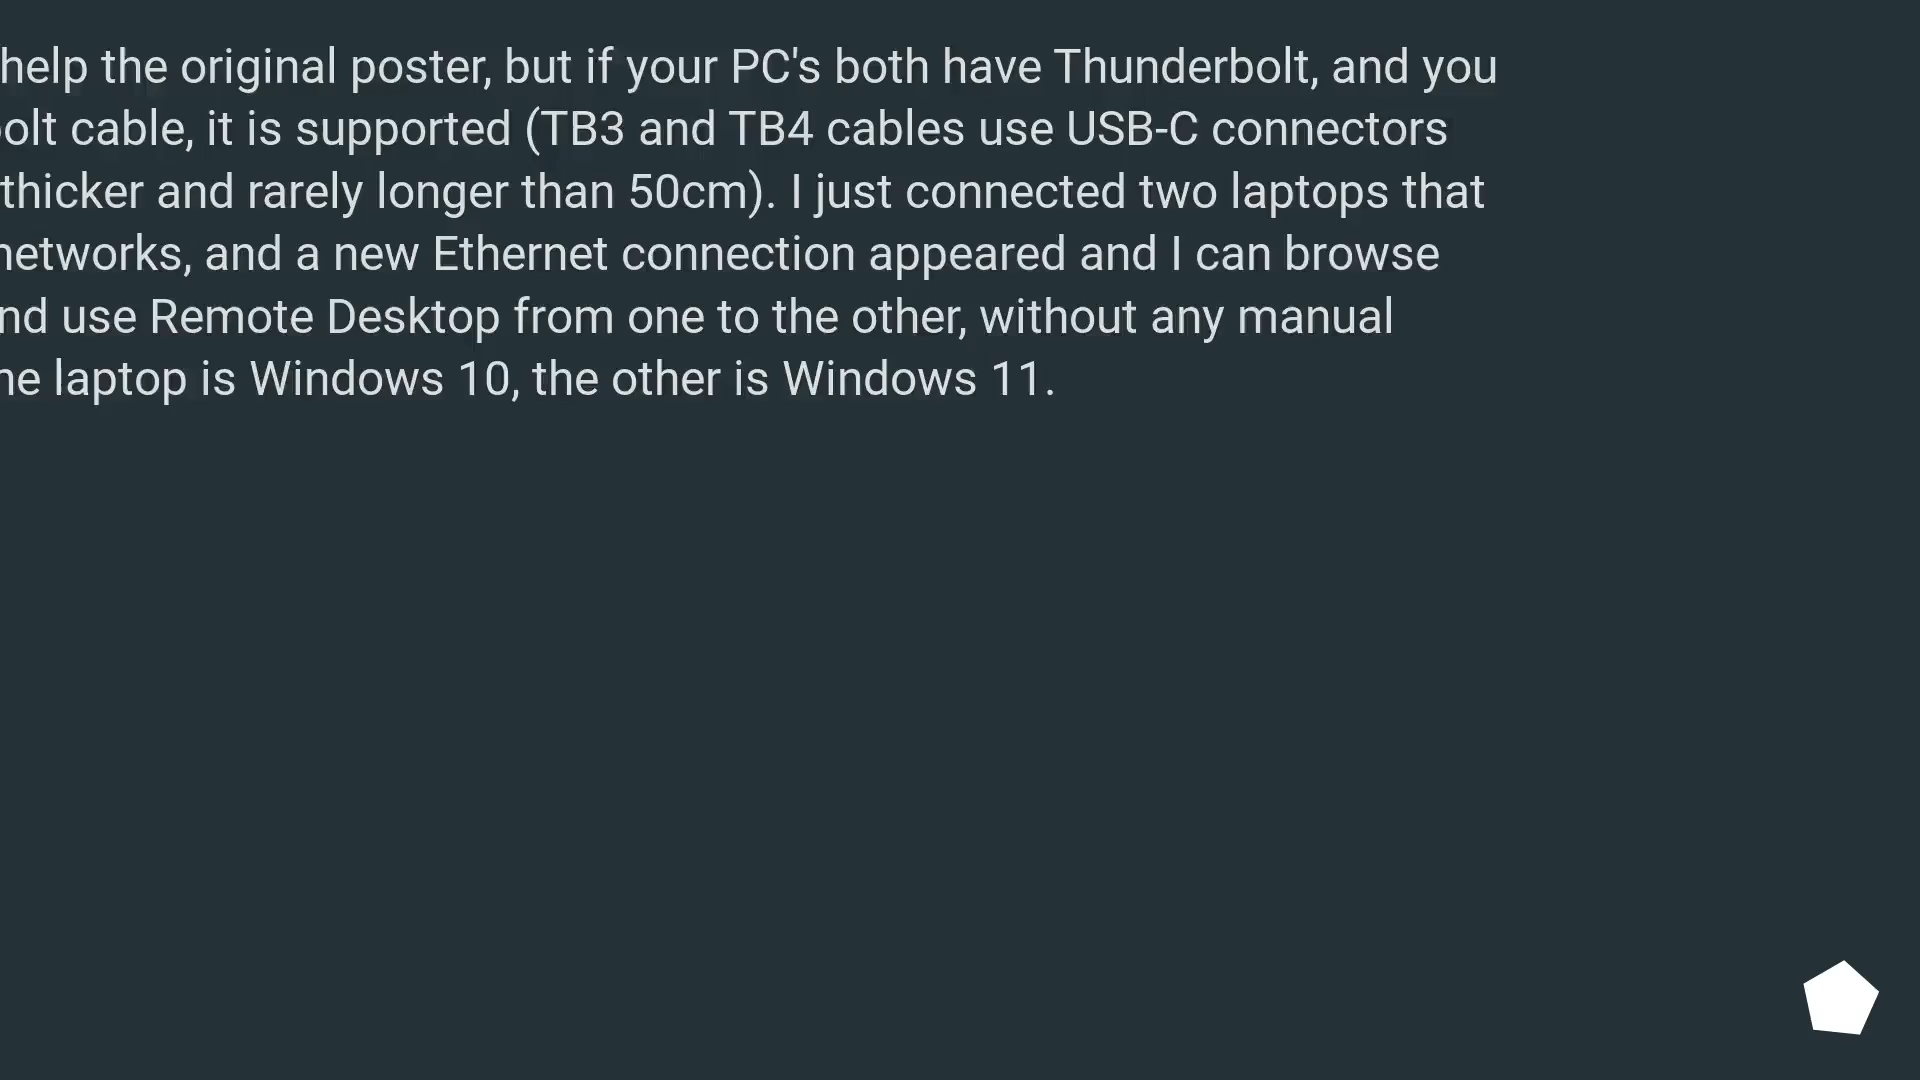 help the original poster, but if your PC's both have Thunderbolt, and you
olt cable, it is supported (TB3 and TB4 cables use USB-C connectors
thicker and rarely longer than 50cm). I just connected two laptops that
networks, and a new Ethernet connection appeared and I can browse
nd use Remote Desktop from one to the other, without any manual
ne laptop is Windows 10, the other is Windows 11.